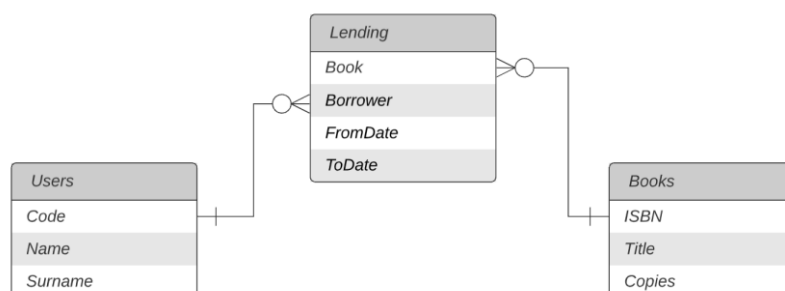 Lending
Book
Borrower
FromDate
ToDate
Users
Code
Name
Surname
Books
ISBN
Title
Copies